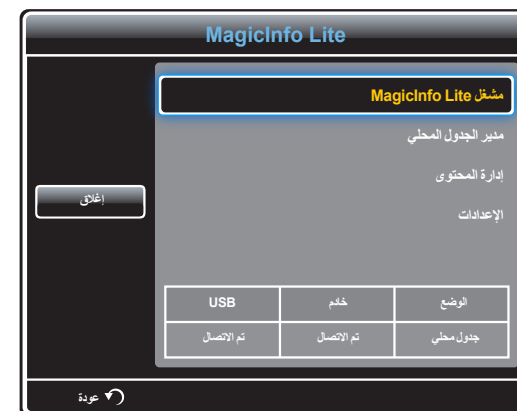 MagicInfo Lite
مشغل MagicInfo Lite
مدير الجدول المحلي
إدارة المحتوى
الإعدادات
إغلاق
الوضع خادم USB
جدول محلي تم الاتصال تم الاتصال
عودة